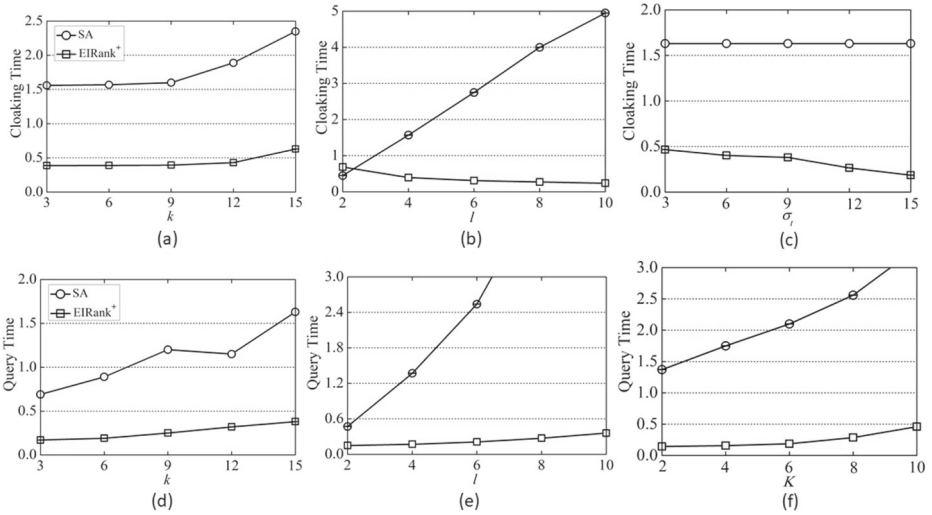 2.5
2.0
1.5
1.0
0.5
0.0
Cloaking Time
SA
EIRank+
3 6 9 12 15
k
(a)
5
4
3
2
1
0
Cloaking Time
2 4 6 8 10
l
(b)
2.0
1.5
1.0
0.5
0.0
Cloaking Time
3 6 9 12 15
σt
(c)
2.0
1.5
1.0
0.5
0.0
Query Time
SA
EIRank+
3 6 9 12 15
k
(d)
3.0
2.4
1.8
1.2
0.6
0.0
Query Time
2 4 6 8 10
l
(e)
3.0
2.5
2.0
1.5
1.0
0.5
0.0
Query Time
2 4 6 8 10
K
(f)